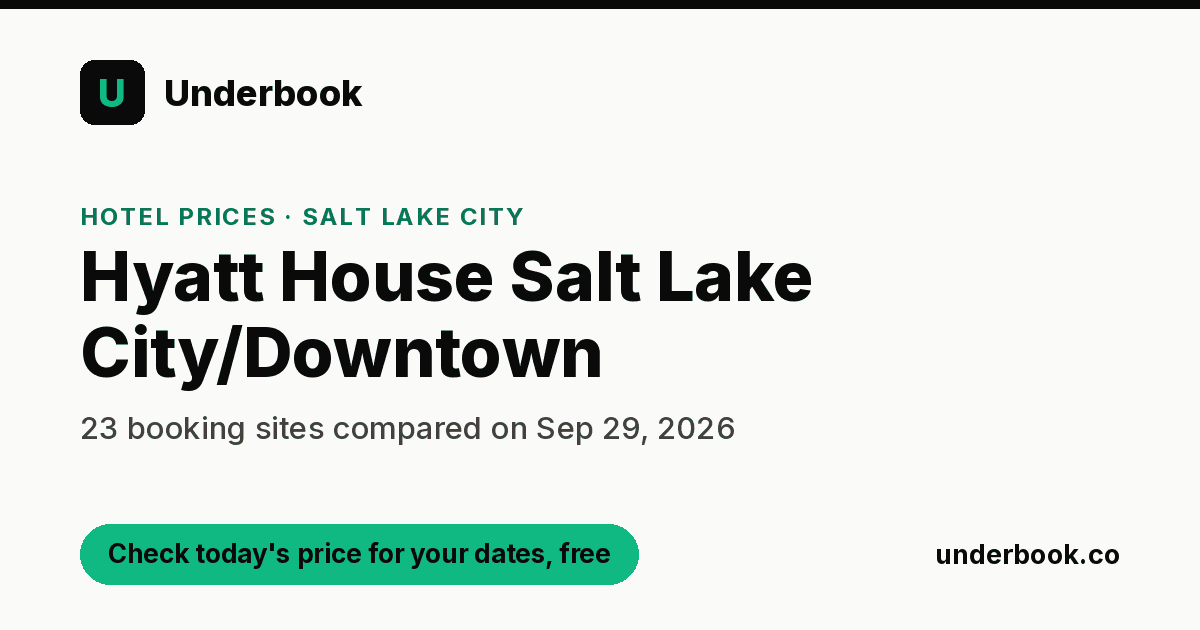 U Underbook
HOTEL PRICES · SALT LAKE CITY
Hyatt House Salt Lake
City/Downtown
23 booking sites compared on Sep 29, 2026
Check today's price for your dates, free
underbook.co